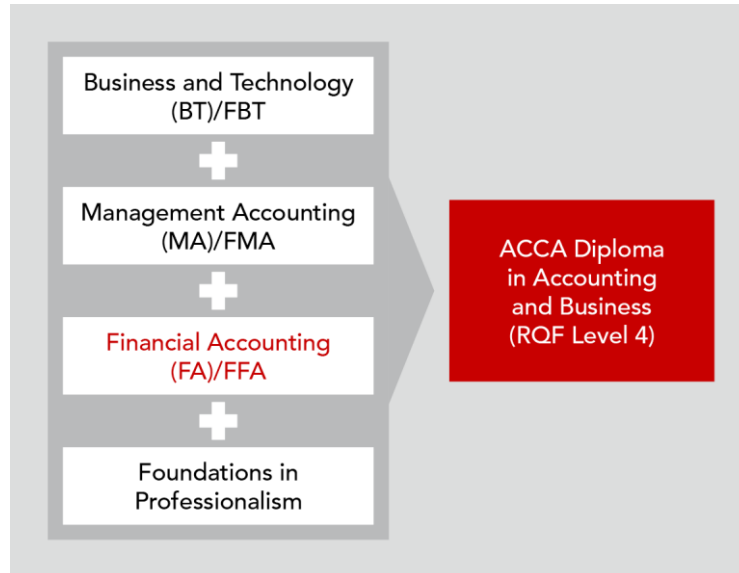 Business and Technology
(BT)/FBT
Management Accounting
(MA)/FMA
Financial Accounting
(FA)/FFA
Foundations in
Professionalism
ACCA Diploma
in Accounting
and Business
(RQF Level 4)